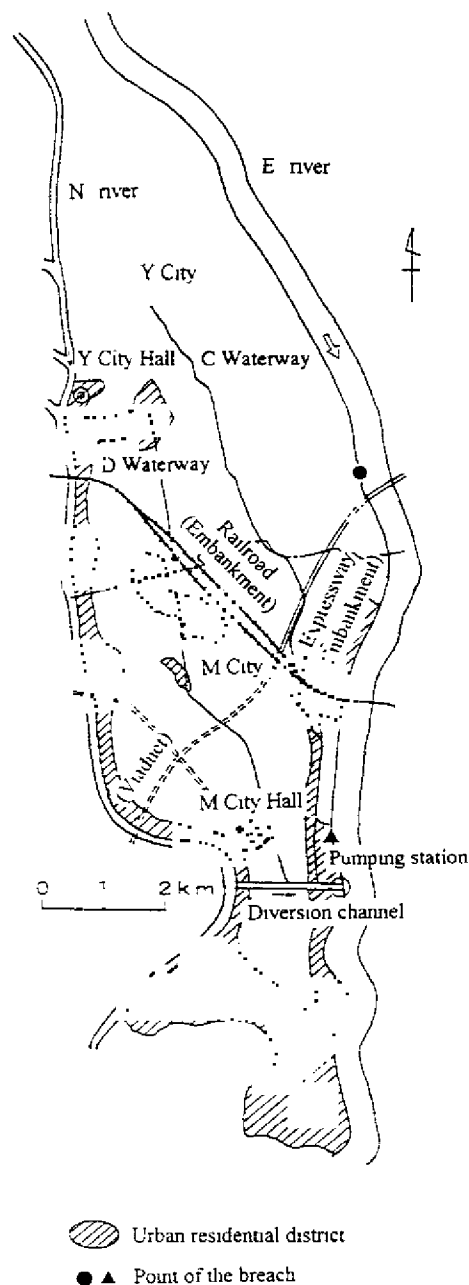 E river
N river
Y City
Y City Hall C Waterway
D Waterway
Railroad
(Embankment)
Expressway
(Embankment)
M City
(Viaduct)
M City Hall
Pumping station
0 1 2 km
Diversion channel
Urban residential district
Point of the breach